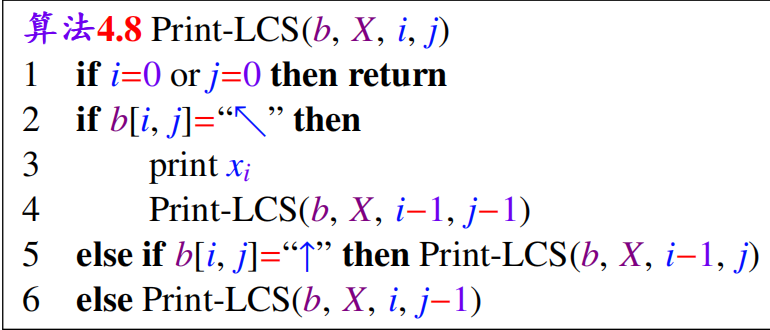 算法4.8 Print-LCS(b, X, i, j)
1 if i=0 or j=0 then return
2 if b[i, j]=“↖” then
3 print xᵢ
4 Print-LCS(b, X, i−1, j−1)
5 else if b[i, j]=“↑” then Print-LCS(b, X, i−1, j)
6 else Print-LCS(b, X, i, j−1)